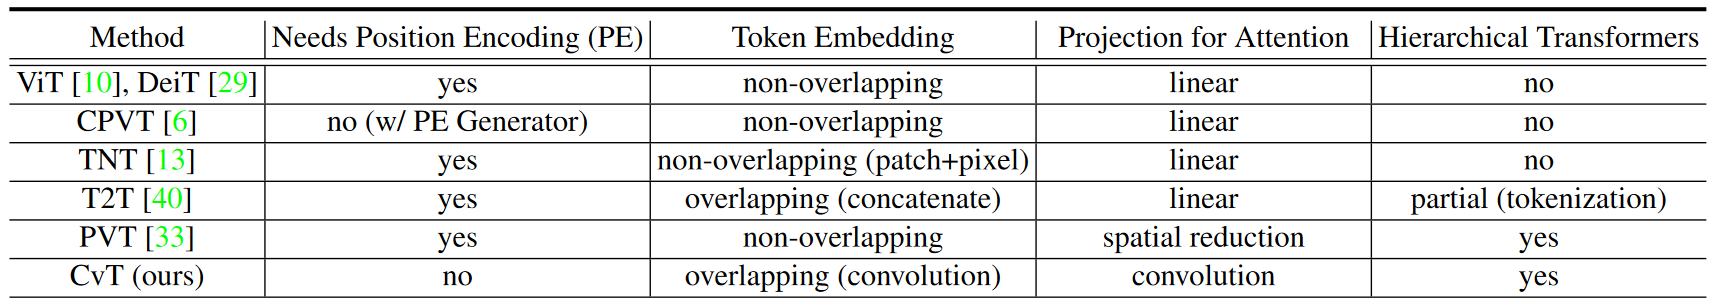 Method Needs Position Encoding (PE) Token Embedding Projection for Attention Hierarchical Transformers
ViT [10], DeiT [29] yes non-overlapping linear no
CPVT [6] no (w/ PE Generator) non-overlapping linear no
TNT [13] yes non-overlapping (patch+pixel) linear no
T2T [40] yes overlapping (concatenate) linear partial (tokenization)
PVT [33] yes non-overlapping spatial reduction yes
CvT (ours) no overlapping (convolution) convolution yes